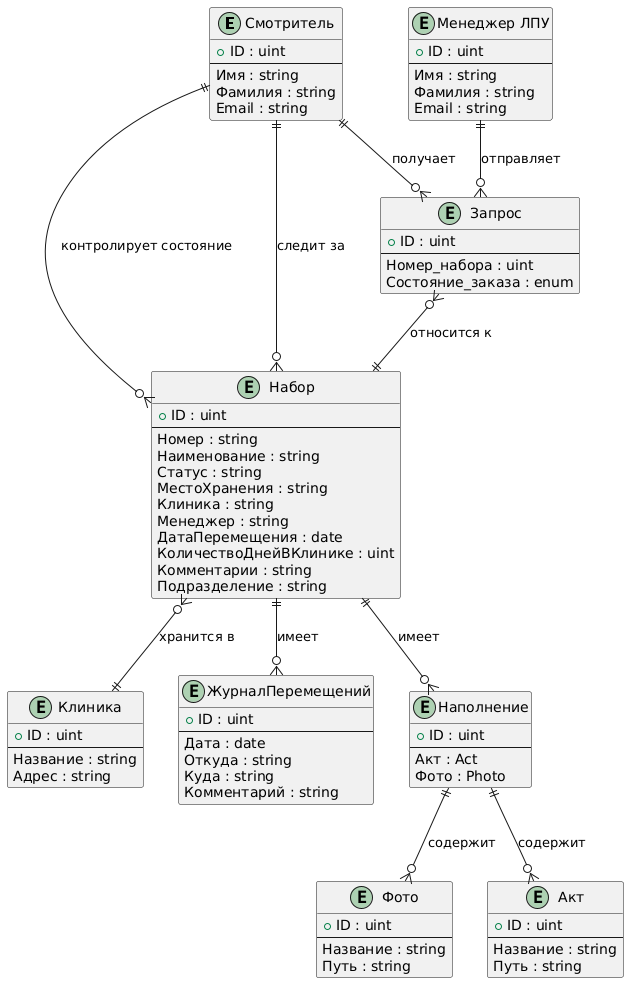 E Смотритель
ID : uint
Имя : string
Фамилия : string
Email : string
E Менеджер ЛПУ
ID : uint
Имя : string
Фамилия : string
Email : string
получает
отправляет
E Запрос
ID : uint
Номер_набора : uint
Состояние_заказа : enum
контролирует состояние
следит за
относится к
E Набор
ID : uint
Номер : string
Наименование : string
Статус : string
МестоХранения : string
Клиника : string
Менеджер : string
ДатаПеремещения : date
КоличествоДнейВКлинике : uint
Комментарии : string
Подразделение : string
хранится в
имеет
имеет
E Клиника
ID : uint
Название : string
Адрес : string
E ЖурналПеремещений
ID : uint
Дата : date
Откуда : string
Куда : string
Комментарий : string
E Наполнение
ID : uint
Акт : Act
Фото : Photo
содержит
содержит
E Фото
ID : uint
Название : string
Путь : string
E Акт
ID : uint
Название : string
Путь : string